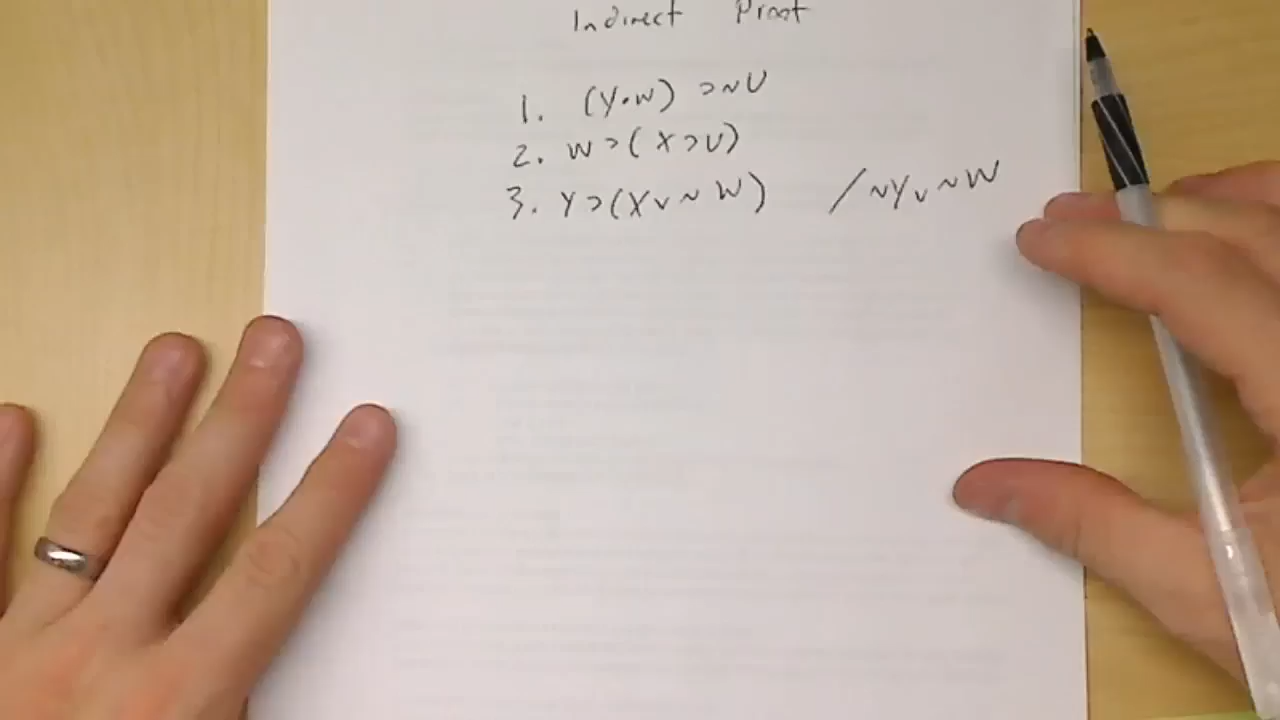 Indirect Proof
1. (Y•W) ⊃ ~U
2. W ⊃ (X ⊃ U)
3. Y ⊃ (X v ~W) / ~Y v ~W